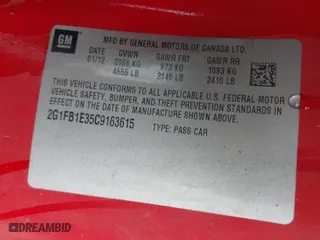 GM
MFD BY GENERAL MOTORS OF CANADA LTD.
DATE GVWR GAWR FRT GAWR RR
01/12 2066 KG 973 KG 1093 KG
4556 LB 2145 LB 2410 LB
THIS VEHICLE CONFORMS TO ALL APPLICABLE U.S. FEDERAL MOTOR
VEHICLE SAFETY, BUMPER, AND THEFT PREVENTION STANDARDS IN
EFFECT ON THE DATE OF MANUFACTURE SHOWN ABOVE.
2G1FB1E35C9163615 TYPE: PASS CAR
DREAMBID